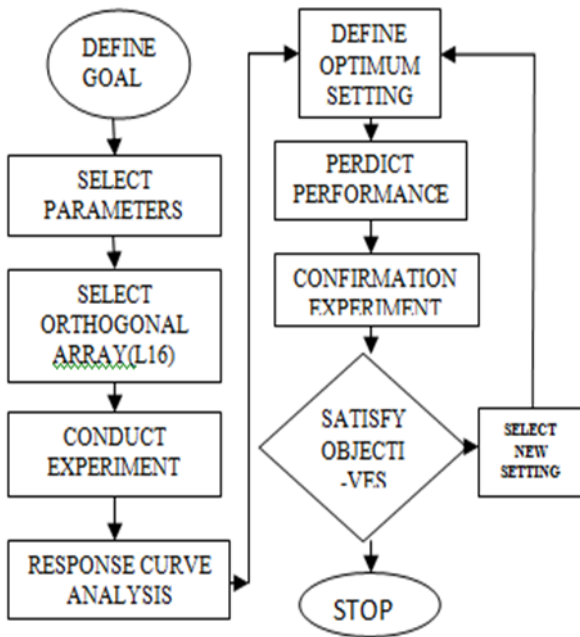 DEFINE
GOAL
SELECT
PARAMETERS
SELECT
ORTHOGONAL
ARRAY(L16)
CONDUCT
EXPERIMENT
RESPONSE CURVE
ANALYSIS
DEFINE
OPTIMUM
SETTING
PERDICT
PERFORMANCE
CONFIRMATION
EXPERIMENT
SATISFY
OBJECTI
-VES
SELECT
NEW
SETTING
STOP